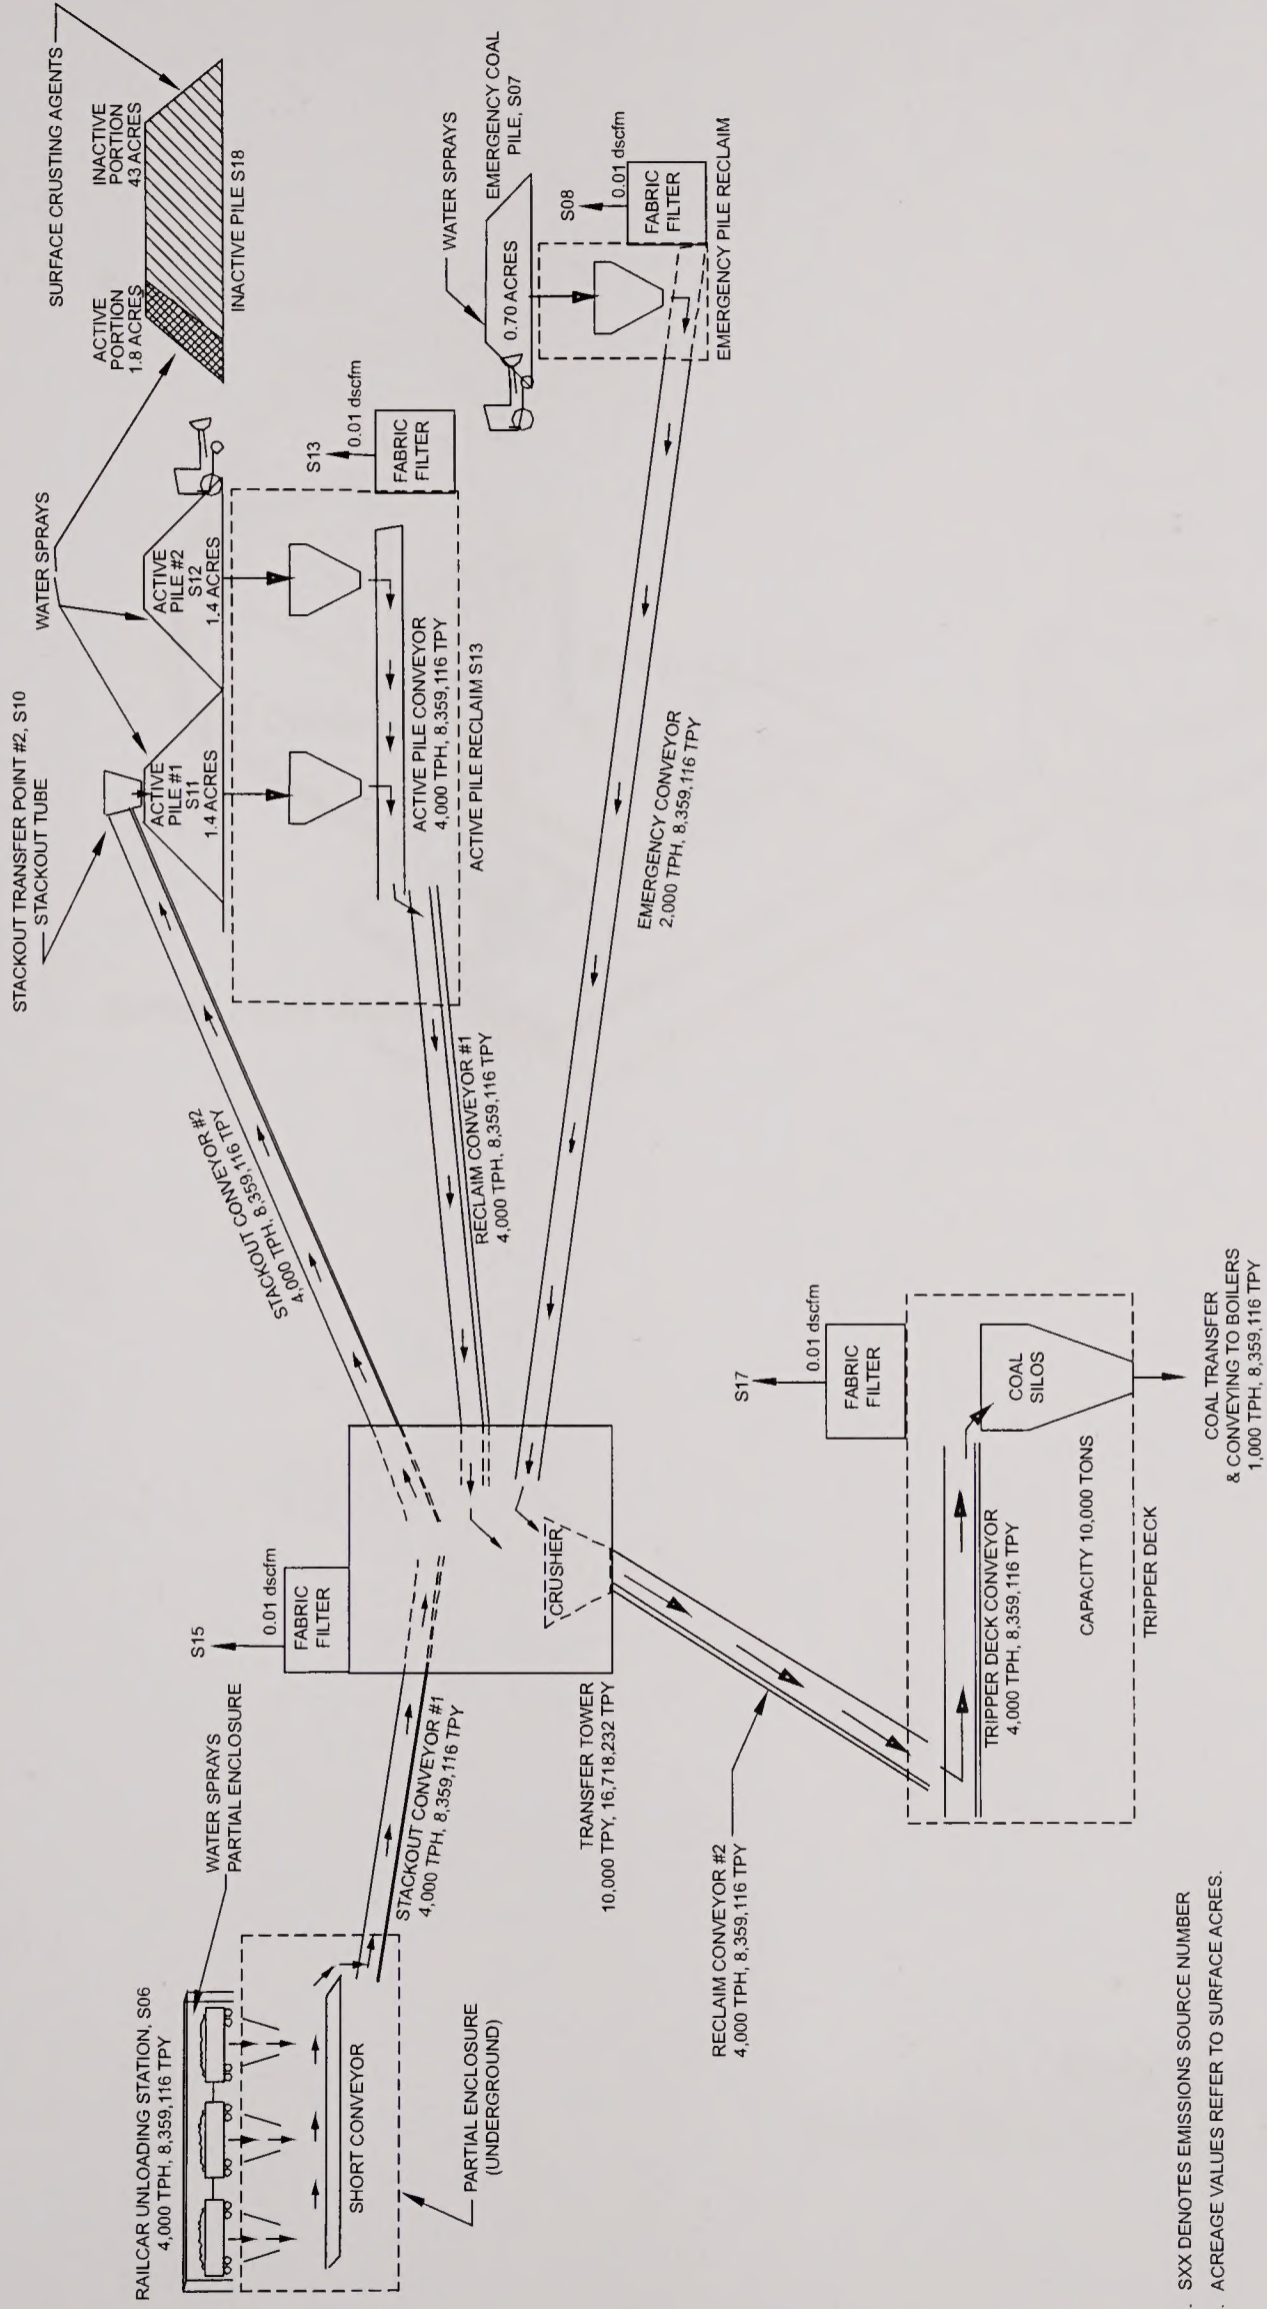 RAILCAR UNLOADING STATION, S06
4,000 TPH, 8,359,116 TPY
WATER SPRAYS
PARTIAL ENCLOSURE
SHORT CONVEYOR
PARTIAL ENCLOSURE
(UNDERGROUND)
STACKOUT CONVEYOR #1
4,000 TPH, 8,359,116 TPY
S15
0.01 dscfm
FABRIC
FILTER
CRUSHER
TRANSFER TOWER
10,000 TPY, 16,718,232 TPY
STACKOUT CONVEYOR #2
4,000 TPH, 8,359,116 TPY
STACKOUT TRANSFER POINT #2, S10
STACKOUT TUBE
WATER SPRAYS
ACTIVE
PILE #1
S11
1.4 ACRES
ACTIVE
PILE #2
S12
1.4 ACRES
SURFACE CRUSTING AGENTS
ACTIVE
PORTION
1.8 ACRES
INACTIVE
PORTION
43 ACRES
INACTIVE PILE S18
S13
0.01 dscfm
FABRIC
FILTER
ACTIVE PILE CONVEYOR
4,000 TPH, 8,359,116 TPY
ACTIVE PILE RECLAIM S13
RECLAIM CONVEYOR #1
4,000 TPH, 8,359,116 TPY
WATER SPRAYS
EMERGENCY COAL
PILE, S07
0.70 ACRES
S08
0.01 dscfm
FABRIC
FILTER
EMERGENCY PILE RECLAIM
EMERGENCY CONVEYOR
2,000 TPH, 8,359,116 TPY
RECLAIM CONVEYOR #2
4,000 TPH, 8,359,116 TPY
S17
0.01 dscfm
FABRIC
FILTER
COAL
SILOS
TRIPPER DECK CONVEYOR
4,000 TPH, 8,359,116 TPY
CAPACITY 10,000 TONS
TRIPPER DECK
COAL TRANSFER
& CONVEYING TO BOILERS
1,000 TPH, 8,359,116 TPY
. SXX DENOTES EMISSIONS SOURCE NUMBER
. ACREAGE VALUES REFER TO SURFACE ACRES.